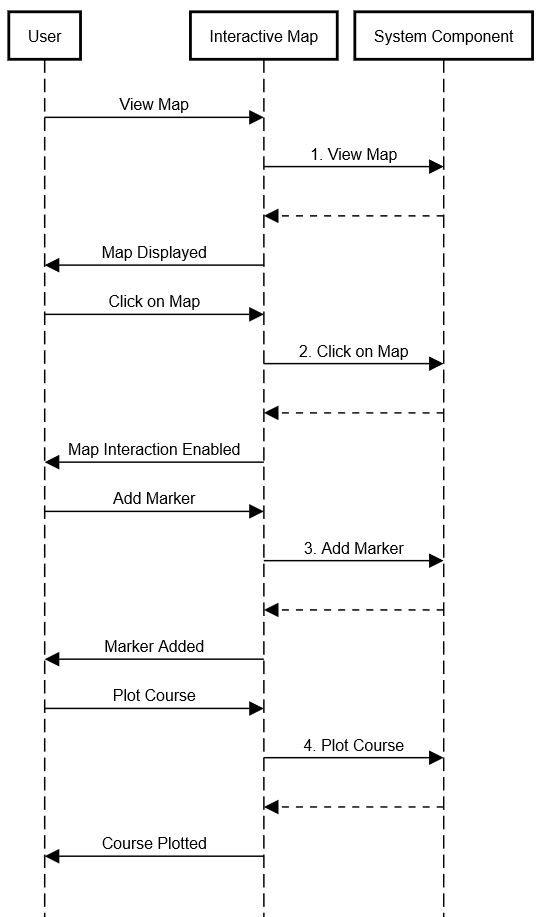 User
Interactive Map
System Component
View Map
1. View Map
Map Displayed
Click on Map
2. Click on Map
Map Interaction Enabled
Add Marker
3. Add Marker
Marker Added
Plot Course
4. Plot Course
Course Plotted